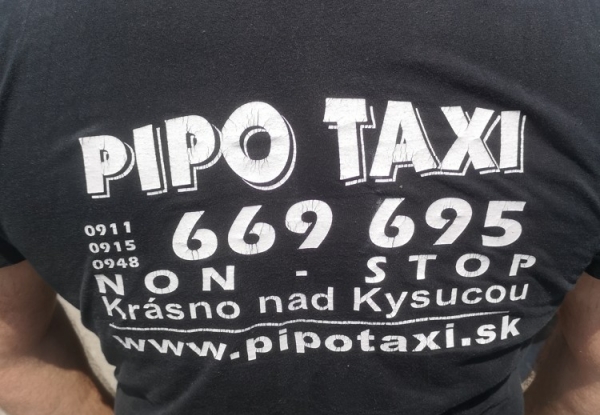 PIPO TAXI
0911
0915
0948
669 695
NON - STOP
Krásno nad Kysucou
www.pipotaxi.sk